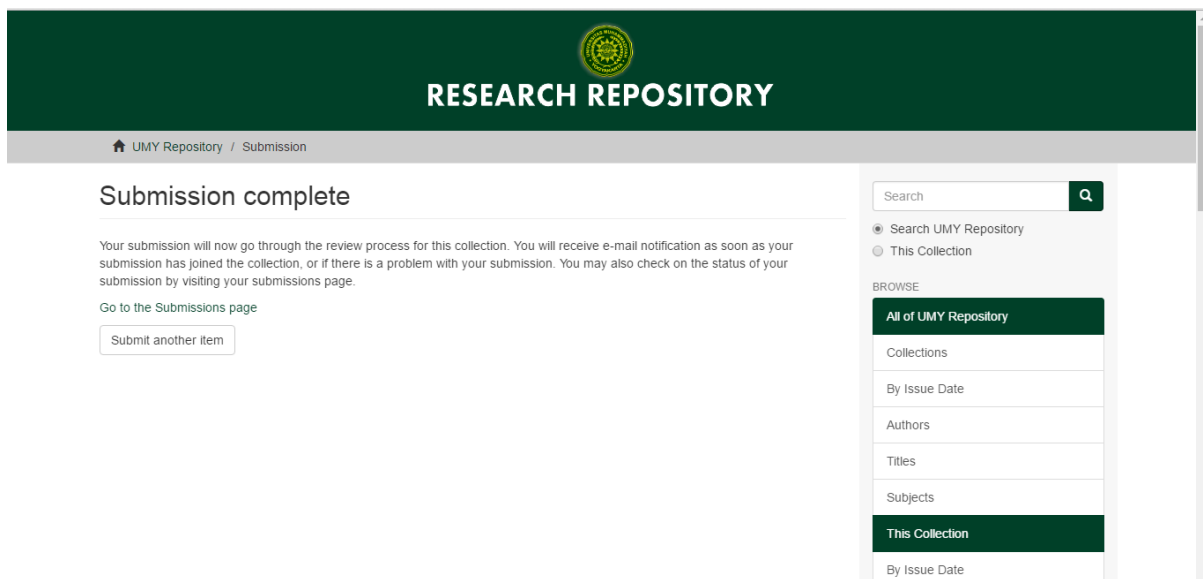 RESEARCH REPOSITORY
UMY Repository / Submission
Submission complete
Your submission will now go through the review process for this collection. You will receive e-mail notification as soon as your
submission has joined the collection, or if there is a problem with your submission. You may also check on the status of your
submission by visiting your submissions page.
Go to the Submissions page
Submit another item
Search
Search UMY Repository
This Collection
BROWSE
All of UMY Repository
Collections
By Issue Date
Authors
Titles
Subjects
This Collection
By Issue Date